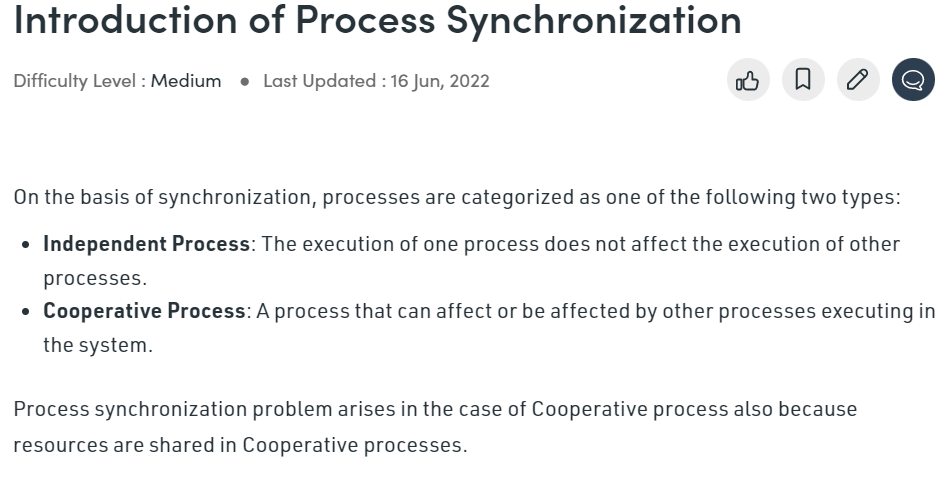 Introduction of Process Synchronization
Difficulty Level : Medium ● Last Updated : 16 Jun, 2022
On the basis of synchronization, processes are categorized as one of the following two types:
• Independent Process: The execution of one process does not affect the execution of other
processes.
• Cooperative Process: A process that can affect or be affected by other processes executing in
the system.
Process synchronization problem arises in the case of Cooperative process also because
resources are shared in Cooperative processes.